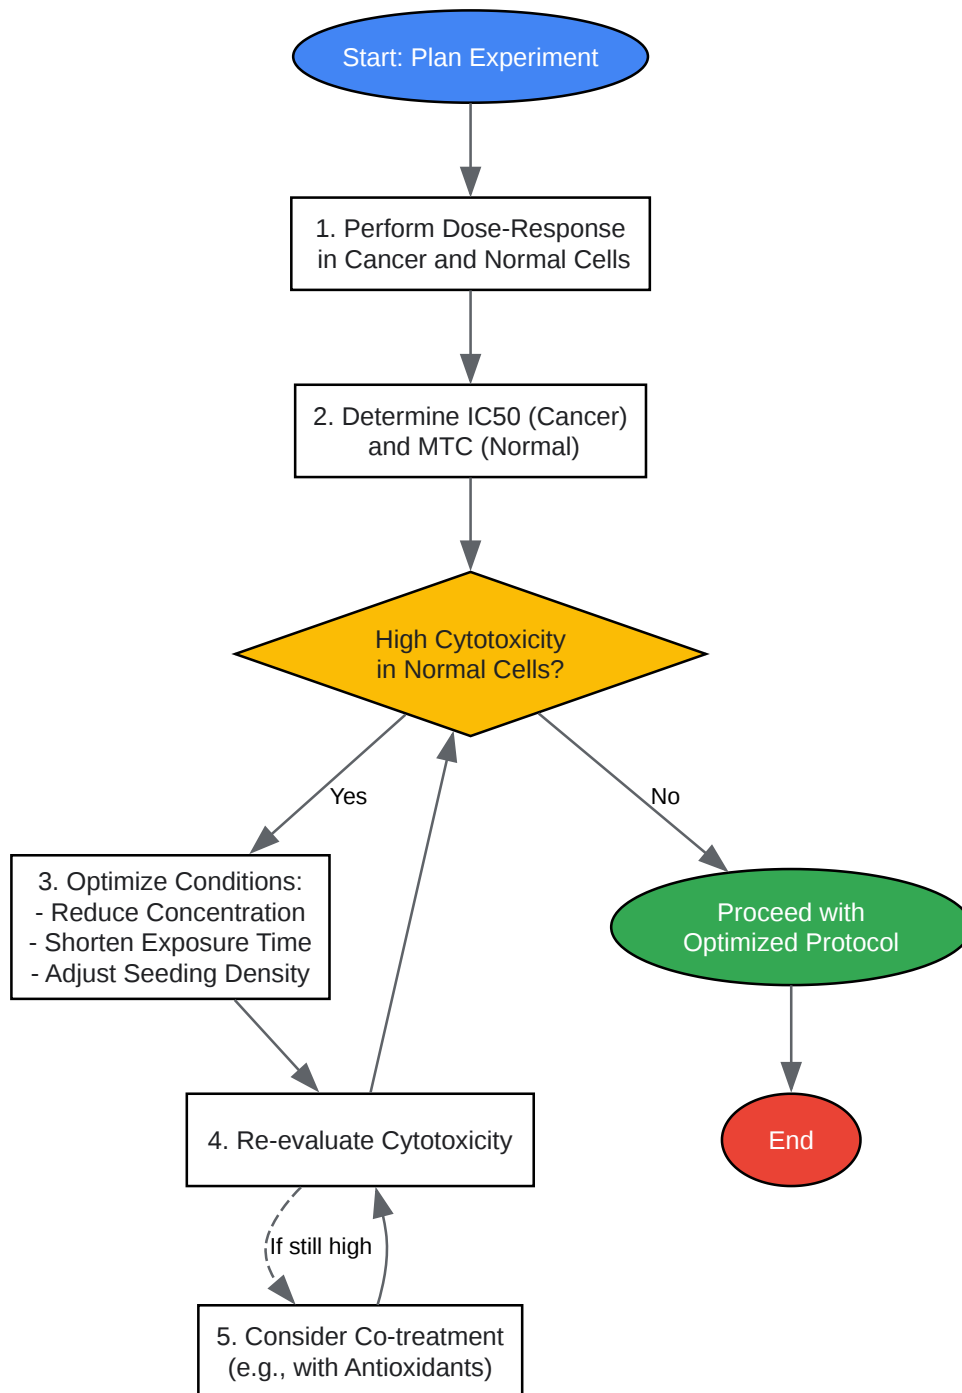 Start: Plan Experiment
1. Perform Dose-Response
in Cancer and Normal Cells
2. Determine IC50 (Cancer)
and MTC (Normal)
High Cytotoxicity
in Normal Cells?
Yes
No
3. Optimize Conditions:
- Reduce Concentration
- Shorten Exposure Time
- Adjust Seeding Density
Proceed with
Optimized Protocol
4. Re-evaluate Cytotoxicity
End
If still high
5. Consider Co-treatment
(e.g., with Antioxidants)